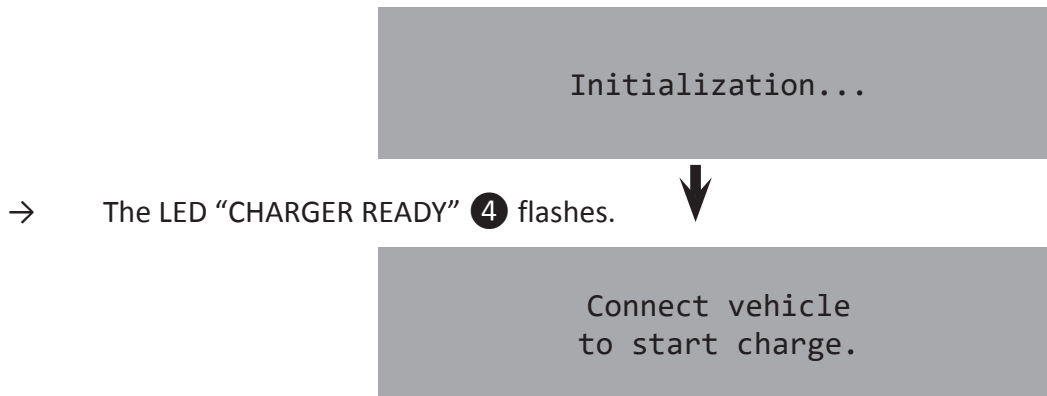 Initialization...
→ The LED “CHARGER READY” 4 flashes.
Connect vehicle
to start charge.